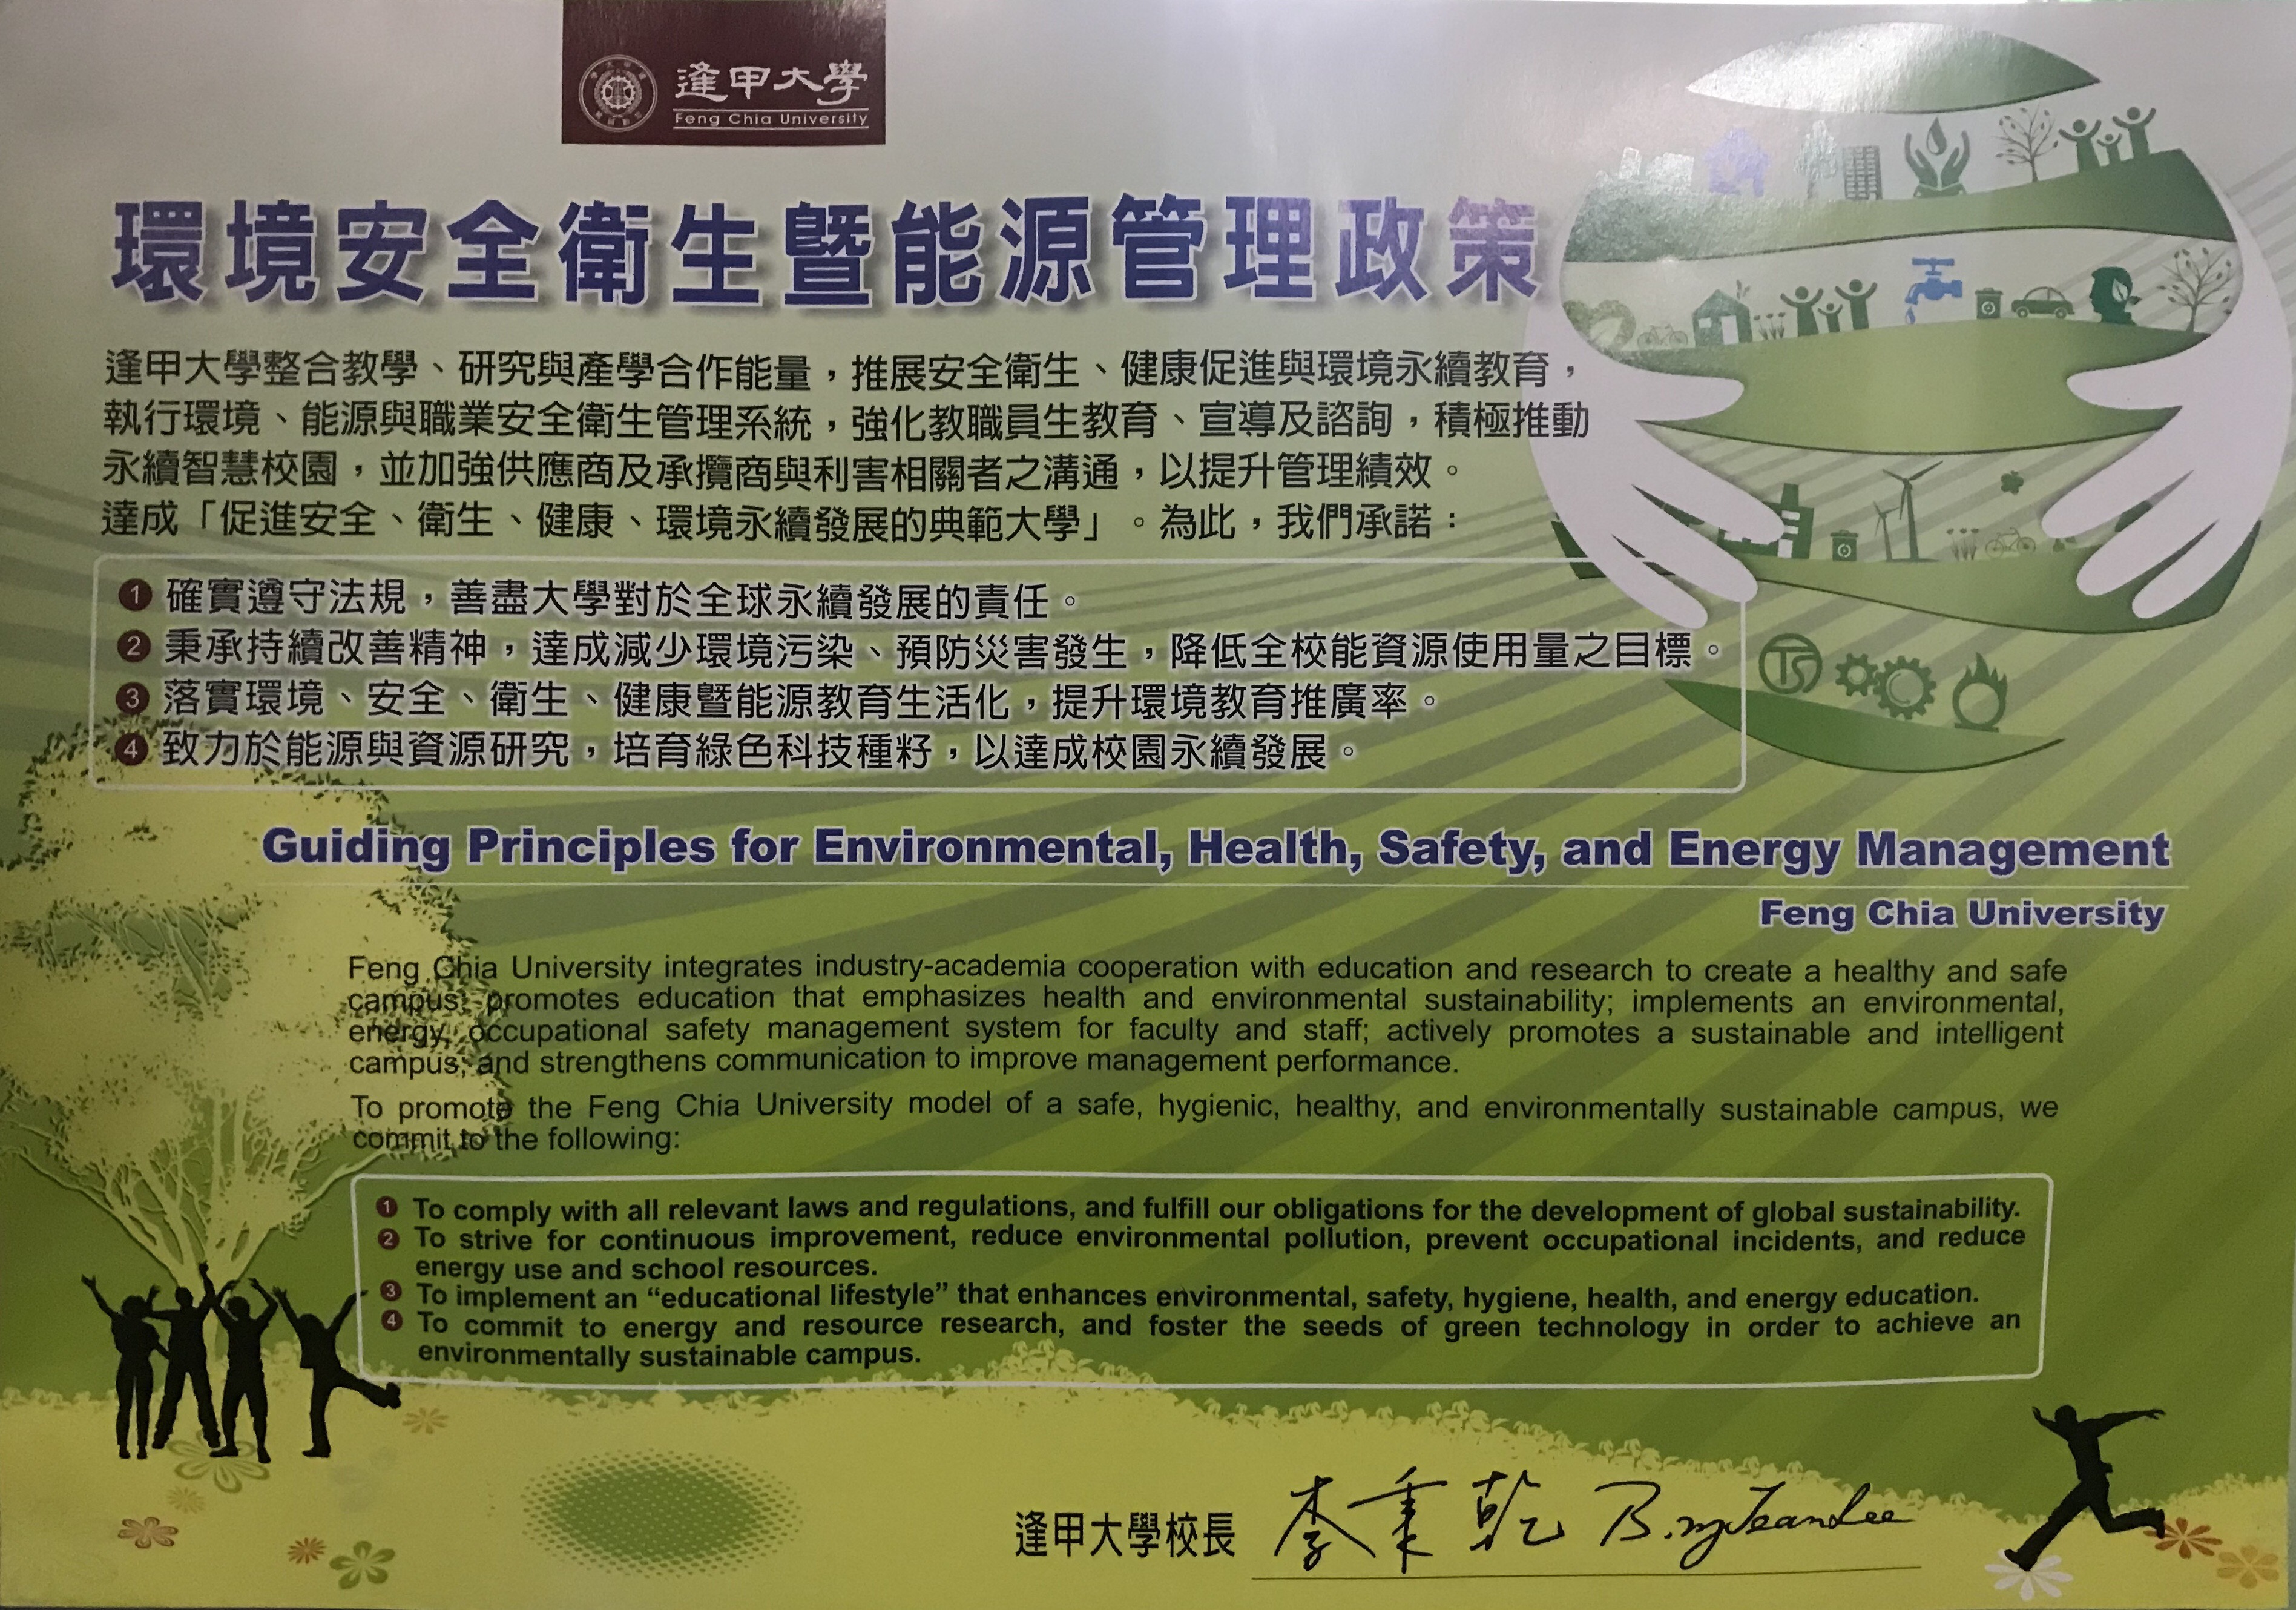 逢甲大學
Feng Chia University
環境安全衛生暨能源管理政策
逢甲大學整合教學、研究與產學合作能量，推展安全衛生、健康促進與環境永續教育，
執行環境、能源與職業安全衛生管理系統，強化教職員生教育、宣導及諮詢，積極推動
永續智慧校園，並加強供應商及承攬商與利害相關者之溝通，以提升管理績效。
達成「促進安全、衛生、健康、環境永續發展的典範大學」。為此，我們承諾：
1 確實遵守法規，善盡大學對於全球永續發展的責任。
2 秉承持續改善精神，達成減少環境污染、預防災害發生，降低全校能資源使用量之目標。
3 落實環境、安全、衛生、健康暨能源教育生活化，提升環境教育推廣率。
4 致力於能源與資源研究，培育綠色科技種籽，以達成校園永續發展。
Guiding Principles for Environmental, Health, Safety, and Energy Management
Feng Chia University
Feng Chia University integrates industry-academia cooperation with education and research to create a healthy and safe
campus; promotes education that emphasizes health and environmental sustainability; implements an environmental,
energy, occupational safety management system for faculty and staff; actively promotes a sustainable and intelligent
campus; and strengthens communication to improve management performance.
To promote the Feng Chia University model of a safe, hygienic, healthy, and environmentally sustainable campus, we
commit to the following:
1 To comply with all relevant laws and regulations, and fulfill our obligations for the development of global sustainability.
2 To strive for continuous improvement, reduce environmental pollution, prevent occupational incidents, and reduce
energy use and school resources.
3 To implement an “educational lifestyle” that enhances environmental, safety, hygiene, health, and energy education.
4 To commit to energy and resource research, and foster the seeds of green technology in order to achieve an
environmentally sustainable campus.
逢甲大學校長 李秉乾 Bing Jean Lee